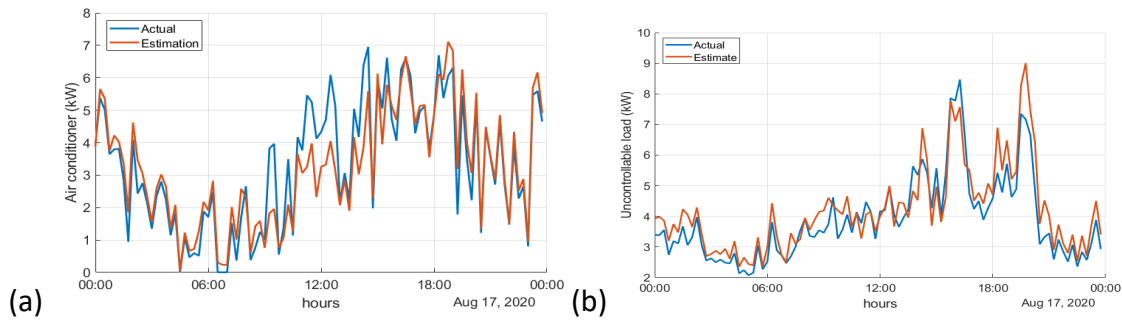 (a)
Air conditioner (kW)
8
7
6
5
4
3
2
1
0
Actual
Estimation
00:00 06:00 12:00 18:00 00:00
hours
Aug 17, 2020
(b)
Uncontrollable load (kW)
10
9
8
7
6
5
4
3
2
Actual
Estimate
00:00 06:00 12:00 18:00 00:00
hours
Aug 17, 2020